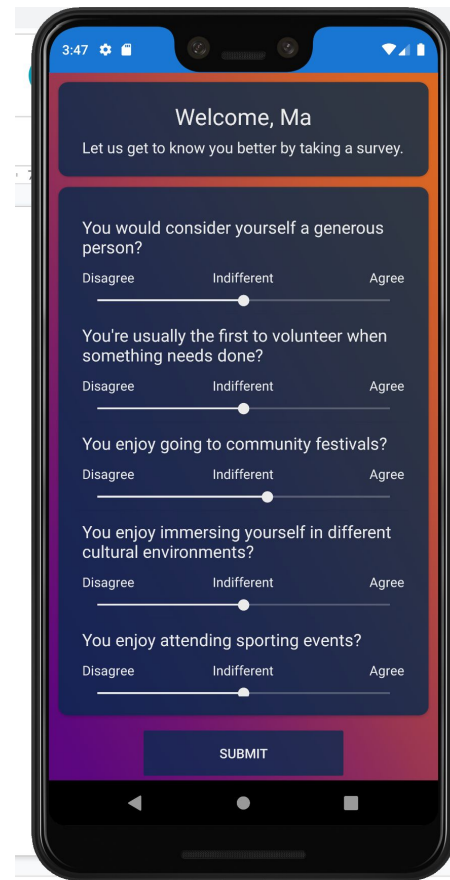 3:47
Welcome, Ma
Let us get to know you better by taking a survey.
You would consider yourself a generous
person?
Disagree Indifferent Agree
You're usually the first to volunteer when
something needs done?
Disagree Indifferent Agree
You enjoy going to community festivals?
Disagree Indifferent Agree
You enjoy immersing yourself in different
cultural environments?
Disagree Indifferent Agree
You enjoy attending sporting events?
Disagree Indifferent Agree
SUBMIT